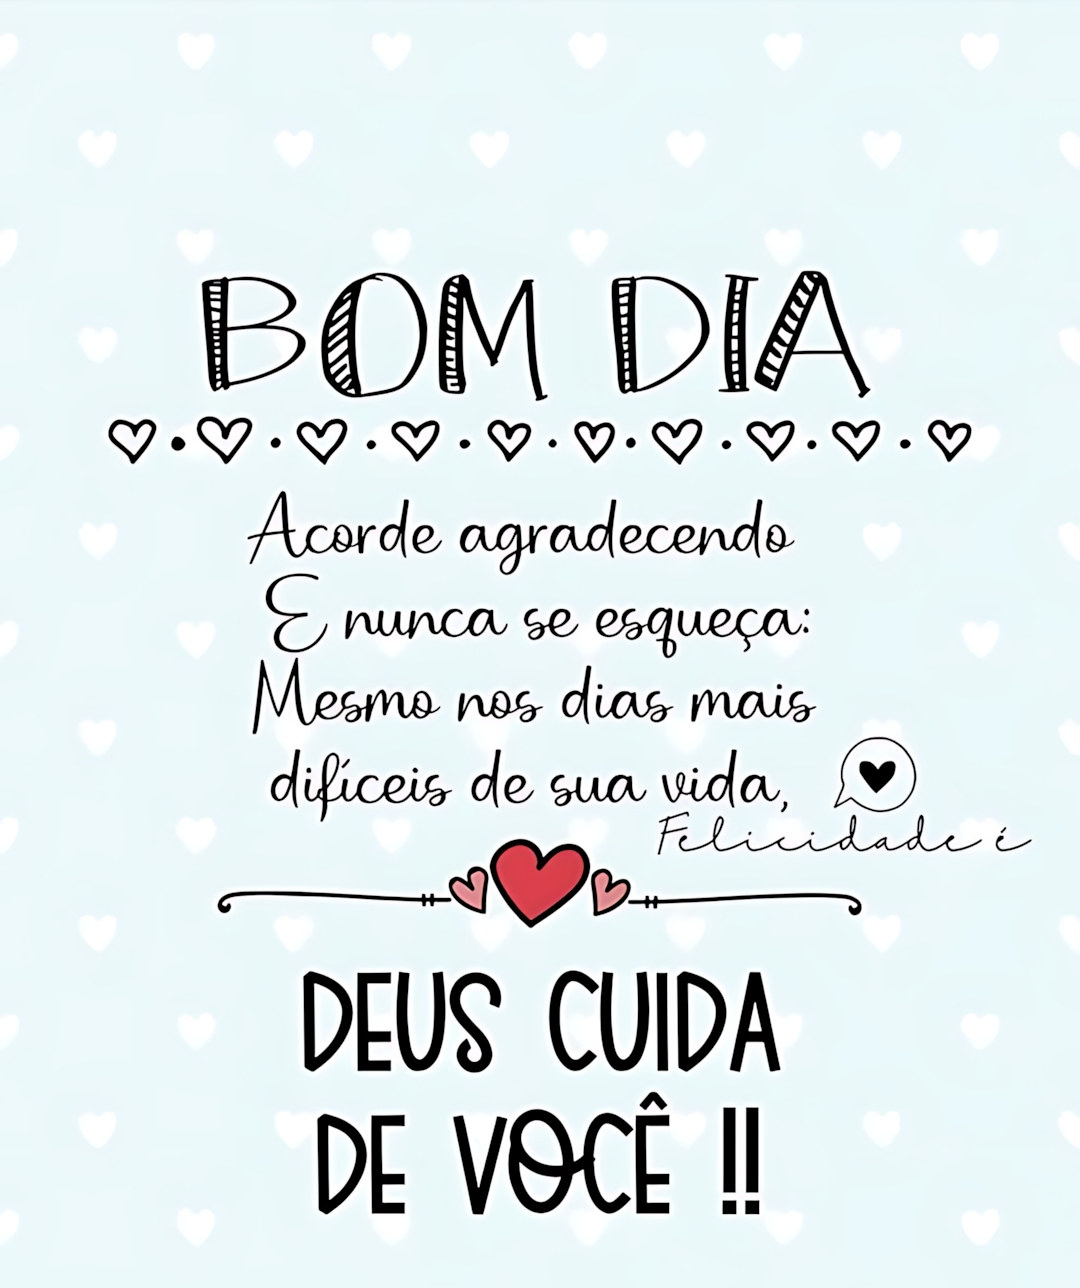 BOM DIA
Acorde agradecendo
E nunca se esqueça:
Mesmo nos dias mais
difíceis de sua vida,
Felicidade é
DEUS CUIDA
DE VOCÊ !!